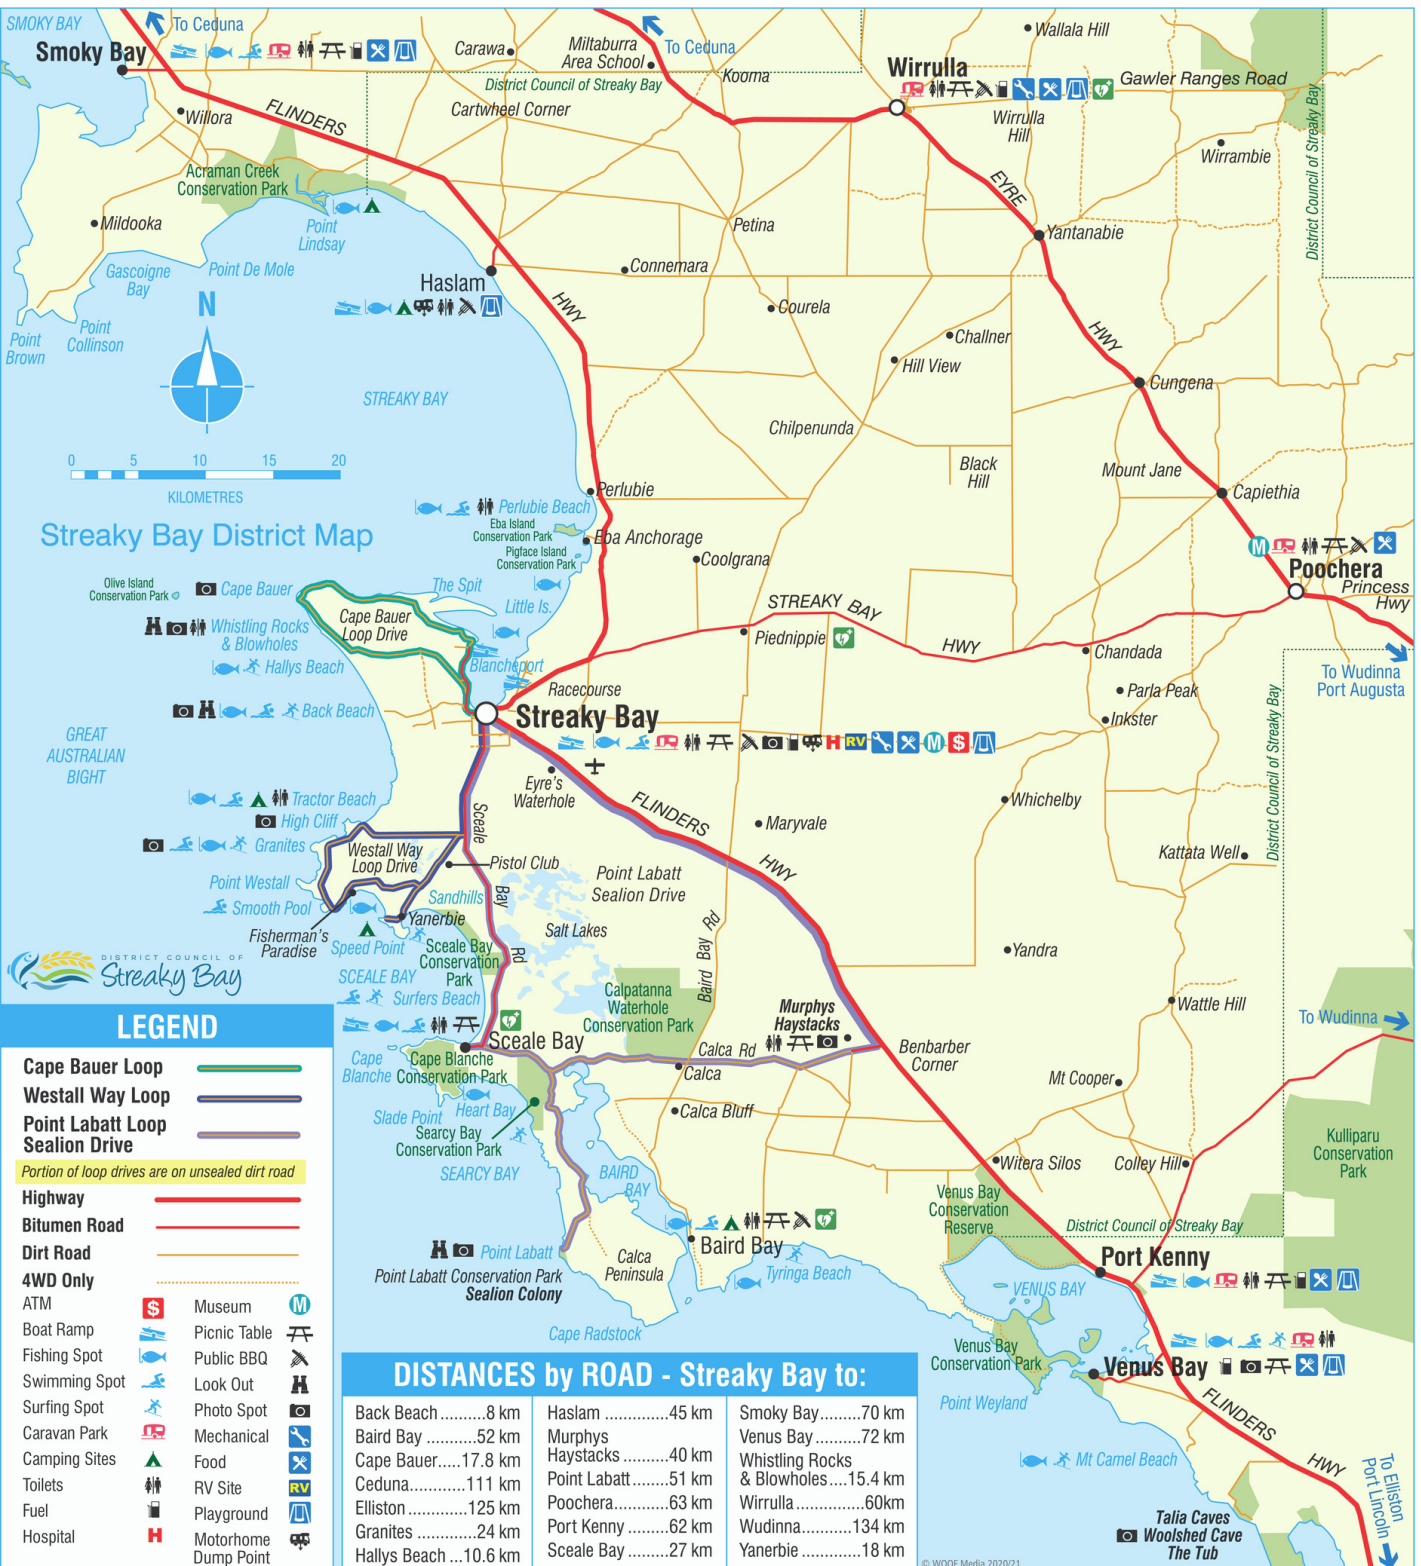 SMOKY BAY
To Ceduna
Smoky Bay
Carawa
Miltaburra
Area School
To Ceduna
Wallala Hill
Koorna
Wirrulla
Gawler Ranges Road
District Council of Streaky Bay
Cartwheel Corner
Willora
FLINDERS
Wirrulla
Hill
Wirrambie
District Council of Streaky Bay
Acraman Creek
Conservation Park
EYRE
Mildooka
Point
Lindsay
Petina
Yantanabie
Gascoigne
Bay
Point De Mole
Haslam
Connemara
N
HWY
Courela
Point
Brown
Point
Collinson
Challner
HWY
Hill View
Cungena
STREAKY BAY
Chilpenunda
0 5 10 15 20
KILOMETRES
Black
Hill
Mount Jane
Capiethia
Perlubie
Perlubie Beach
Streaky Bay District Map
Eba Island
Conservation Park
Eba Anchorage
Pigface Island
Conservation Park
Coolgrana
M
Poochera
Princess
Hwy
Olive Island
Conservation Park
Cape Bauer
The Spit
Little Is.
Cape Bauer
Loop Drive
STREAKY BAY
HWY
Whistling Rocks
& Blowholes
Piednippie
Chandada
Hallys Beach
Blancheport
To Wudinna
Port Augusta
Racecourse
Parla Peak
Back Beach
Streaky Bay
Inkster
H RV M $
GREAT
AUSTRALIAN
BIGHT
Eyre's
Waterhole
District Council of Streaky Bay
Tractor Beach
FLINDERS
Whichelby
High Cliff
Sceale
Maryvale
Granites
Westall Way
Loop Drive
HWY
Kattata Well
Pistol Club
Point Labatt
Sealion Drive
Point Westall
Bay
Sandhills
Smooth Pool
Yanerbie
Baird Bay Rd
Fisherman's
Paradise
Salt Lakes
Speed Point
Sceale Bay
Conservation
Park
Rd
Yandra
DISTRICT COUNCIL OF
Streaky Bay
SCEALE BAY
Surfers Beach
Calpatanna
Waterhole
Conservation Park
Murphys
Haystacks
Wattle Hill
To Wudinna
LEGEND
Sceale Bay
Calca Rd
Benbarber
Corner
Cape
Blanche
Cape Blanche
Conservation Park
Calca
Mt Cooper
Cape Bauer Loop
Westall Way Loop
Point Labatt Loop
Sealion Drive
Slade Point
Heart Bay
Calca Bluff
Searcy Bay
Conservation Park
Kulliparu
Conservation
Park
Portion of loop drives are on unsealed dirt road
SEARCY BAY
BAIRD
BAY
Witera Silos
Colley Hill
Venus Bay
Conservation
Reserve
Highway
Bitumen Road
Dirt Road
4WD Only
District Council of Streaky Bay
Point Labatt
Baird Bay
Port Kenny
Point Labatt Conservation Park
Sealion Colony
Calca
Peninsula
Tyringa Beach
VENUS BAY
Cape Radstock
Venus Bay
Conservation Park
Venus Bay
Point Weyland
ATM $
Museum M
Boat Ramp
Picnic Table
Fishing Spot
Public BBQ
Swimming Spot
Look Out
Surfing Spot
Photo Spot
Caravan Park
Mechanical
Camping Sites
Food
Toilets
RV Site RV
Fuel
Playground
Hospital H
Motorhome
Dump Point
DISTANCES by ROAD - Streaky Bay to:
Back Beach.........8 km
Baird Bay ..........52 km
Cape Bauer.....17.8 km
Ceduna...........111 km
Elliston ...........125 km
Granites ...........24 km
Hallys Beach ...10.6 km
Haslam .............45 km
Murphys
Haystacks .........40 km
Point Labatt.......51 km
Poochera...........63 km
Port Kenny ........62 km
Sceale Bay ........27 km
Smoky Bay........70 km
Venus Bay .........72 km
Whistling Rocks
& Blowholes...15.4 km
Wirrulla .............60km
Wudinna..........134 km
Yanerbie ............18 km
FLINDERS
HWY
Mt Camel Beach
To Elliston
Port Lincoln
Talia Caves
Woolshed Cave
The Tub
© WOOF Media 2020/21